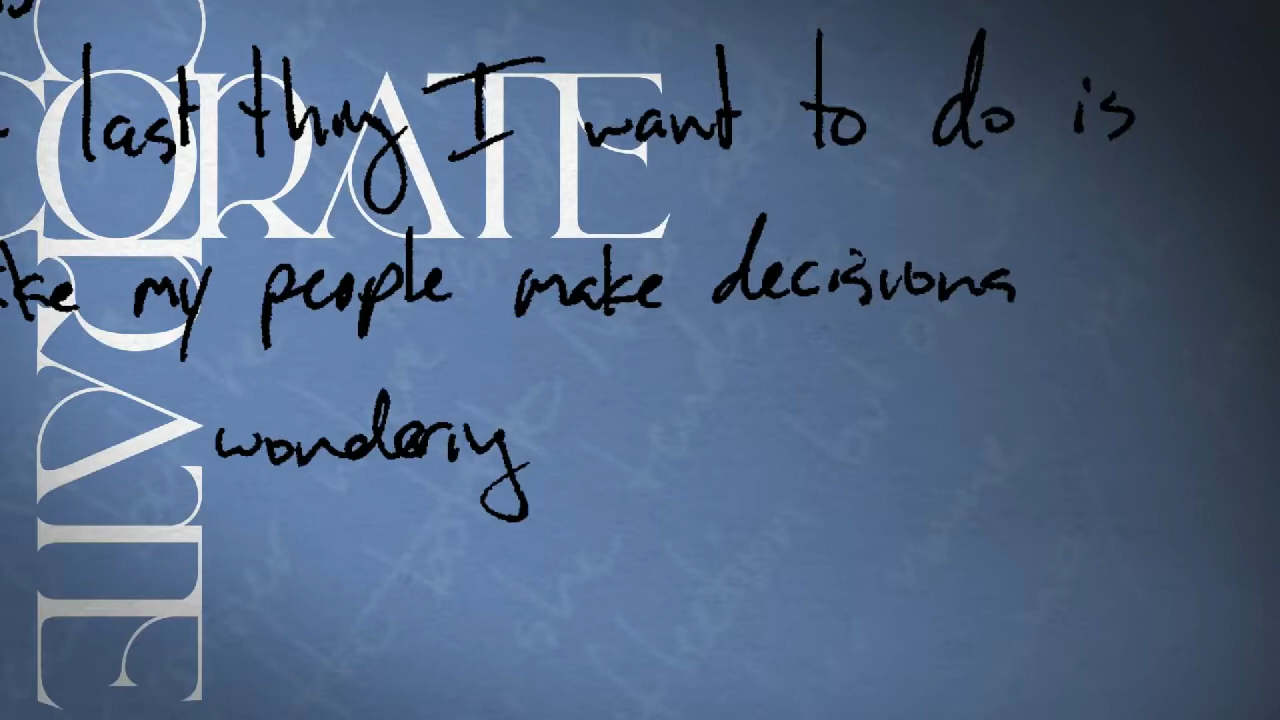 last thing I want to do is
my people make decisions
wondering
ORATE